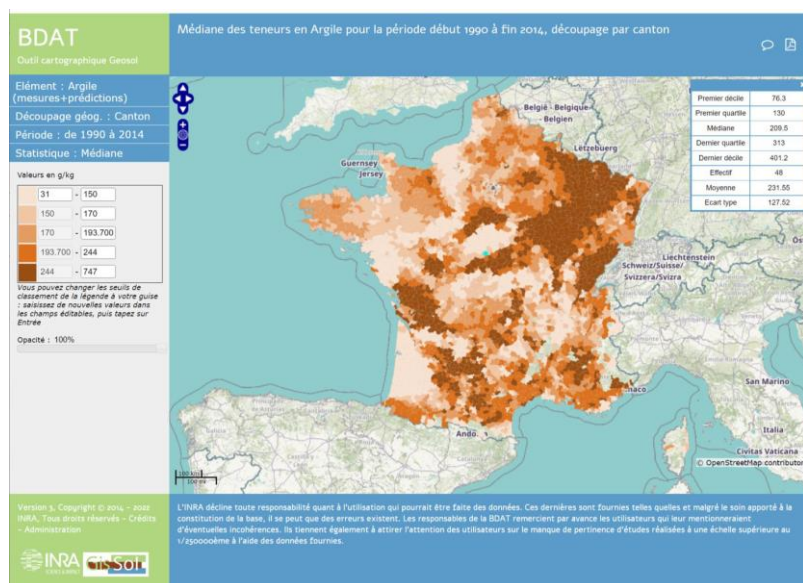 BDAT
Outil cartographique Geosol
Médiane des teneurs en Argile pour la période début 1990 à fin 2014, découpage par canton
Elément : Argile
(mesures+prédictions)
Découpage géog. : Canton
Période : de 1990 à 2014
Statistique : Médiane
Valeurs en g/kg
31 - 150
150 - 170
170 - 193.700
193.700 - 244
244 - 747
Vous pouvez changer les seuils de
classement de la légende à votre guise
: saisissez de nouvelles valeurs dans
les champs éditables, puis tapez sur
Entrée
Opacité : 100%
Premier décile 76.3
Premier quartile 130
Médiane 209.5
Dernier quartile 313
Dernier décile 401.2
Effectif 48
Moyenne 231.55
Ecart type 127.52
België - Belgique
- Belgien
Lëtzebuerg
Guernsey
Jersey
Liechtenstein
Schweiz/Suisse/
Svizzera/Svizra
naco
San Marino
Italia
Civitas Vaticana
Ando.
100 km
100 mi
© OpenStreetMap contributor
Version 3, Copyright © 2014 - 2022
INRA, Tous droits réservés - Crédits
- Administration
INRA
GisSol
L'INRA décline toute responsabilité quant à l'utilisation qui pourrait être faite des données. Ces dernières sont fournies telles quelles et malgré le soin apporté à la
constitution de la base, il se peut que des erreurs existent. Les responsables de la BDAT remercient par avance les utilisateurs qui leur mentionneraient
d'éventuelles incohérences. Ils tiennent également à attirer l'attention des utilisateurs sur le manque de pertinence d'études réalisées à une échelle supérieure au
1/250000ème à l'aide des données fournies.